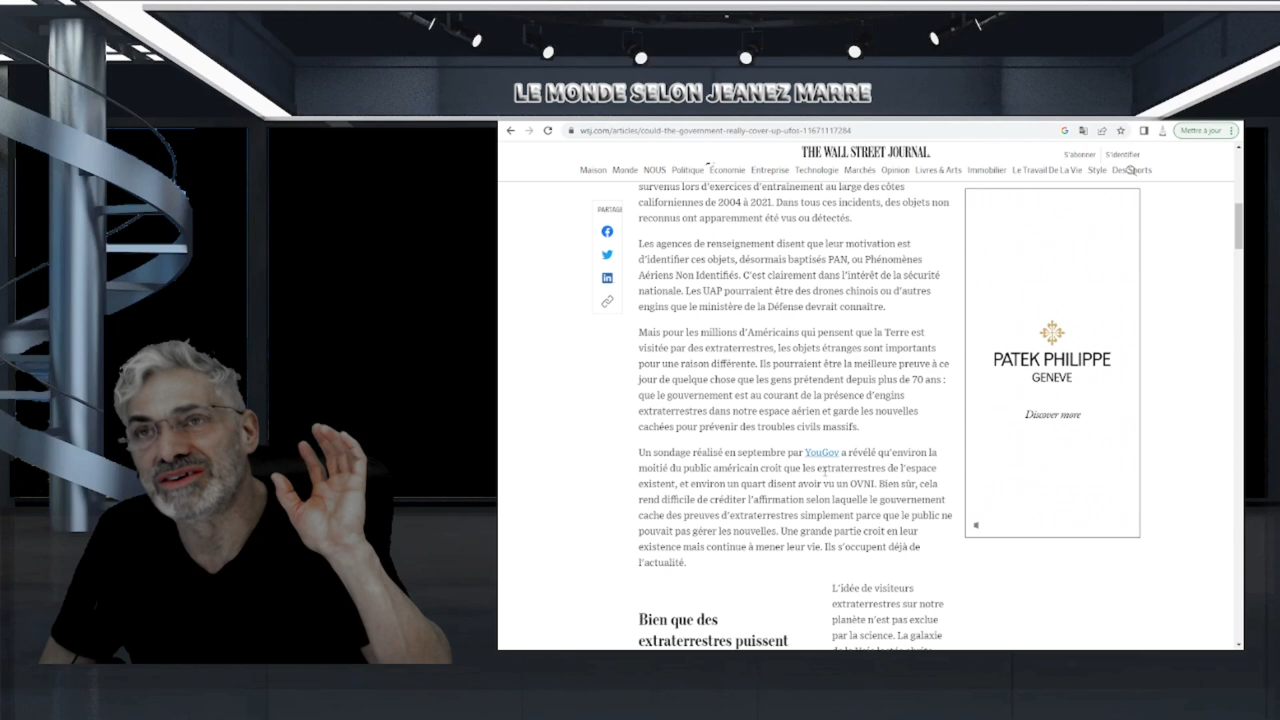 LE MONDE SELON JEANEZ MARRE
wsj.com/articles/could-the-government-really-cover-up-ufos-11671117284
Mettre à jour
THE WALL STREET JOURNAL.
S'abonner
S'identifier
Maison Monde NOUS Politique Économie Entreprise Technologie Marchés Opinion Livres & Arts Immobilier Le Travail De La Vie Style Des Sports
survenus lors d'exercices d'entraînement au large des côtes
californiennes de 2004 à 2021. Dans tous ces incidents, des objets non
reconnus ont apparemment été vus ou détectés.
PARTAGE
Les agences de renseignement disent que leur motivation est
d'identifier ces objets, désormais baptisés PAN, ou Phénomènes
Aériens Non Identifiés. C'est clairement dans l'intérêt de la sécurité
nationale. Les UAP pourraient être des drones chinois ou d'autres
engins que le ministère de la Défense devrait connaître.
Mais pour les millions d'Américains qui pensent que la Terre est
visitée par des extraterrestres, les objets étranges sont importants
pour une raison différente. Ils pourraient être la meilleure preuve à ce
jour de quelque chose que les gens prétendent depuis plus de 70 ans :
que le gouvernement est au courant de la présence d'engins
extraterrestres dans notre espace aérien et garde les nouvelles
cachées pour prévenir des troubles civils massifs.
Un sondage réalisé en septembre par YouGov a révélé qu'environ la
moitié du public américain croit que les extraterrestres de l'espace
existent, et environ un quart disent avoir vu un OVNI. Bien sûr, cela
rend difficile de créditer l'affirmation selon laquelle le gouvernement
cache des preuves d'extraterrestres simplement parce que le public ne
pouvait pas gérer les nouvelles. Une grande partie croit en leur
existence mais continue à mener leur vie. Ils s'occupent déjà de
l'actualité.
Bien que des
extraterrestres puissent
L'idée de visiteurs
extraterrestres sur notre
planète n'est pas exclue
par la science. La galaxie
PATEK PHILIPPE
GENEVE
Discover more